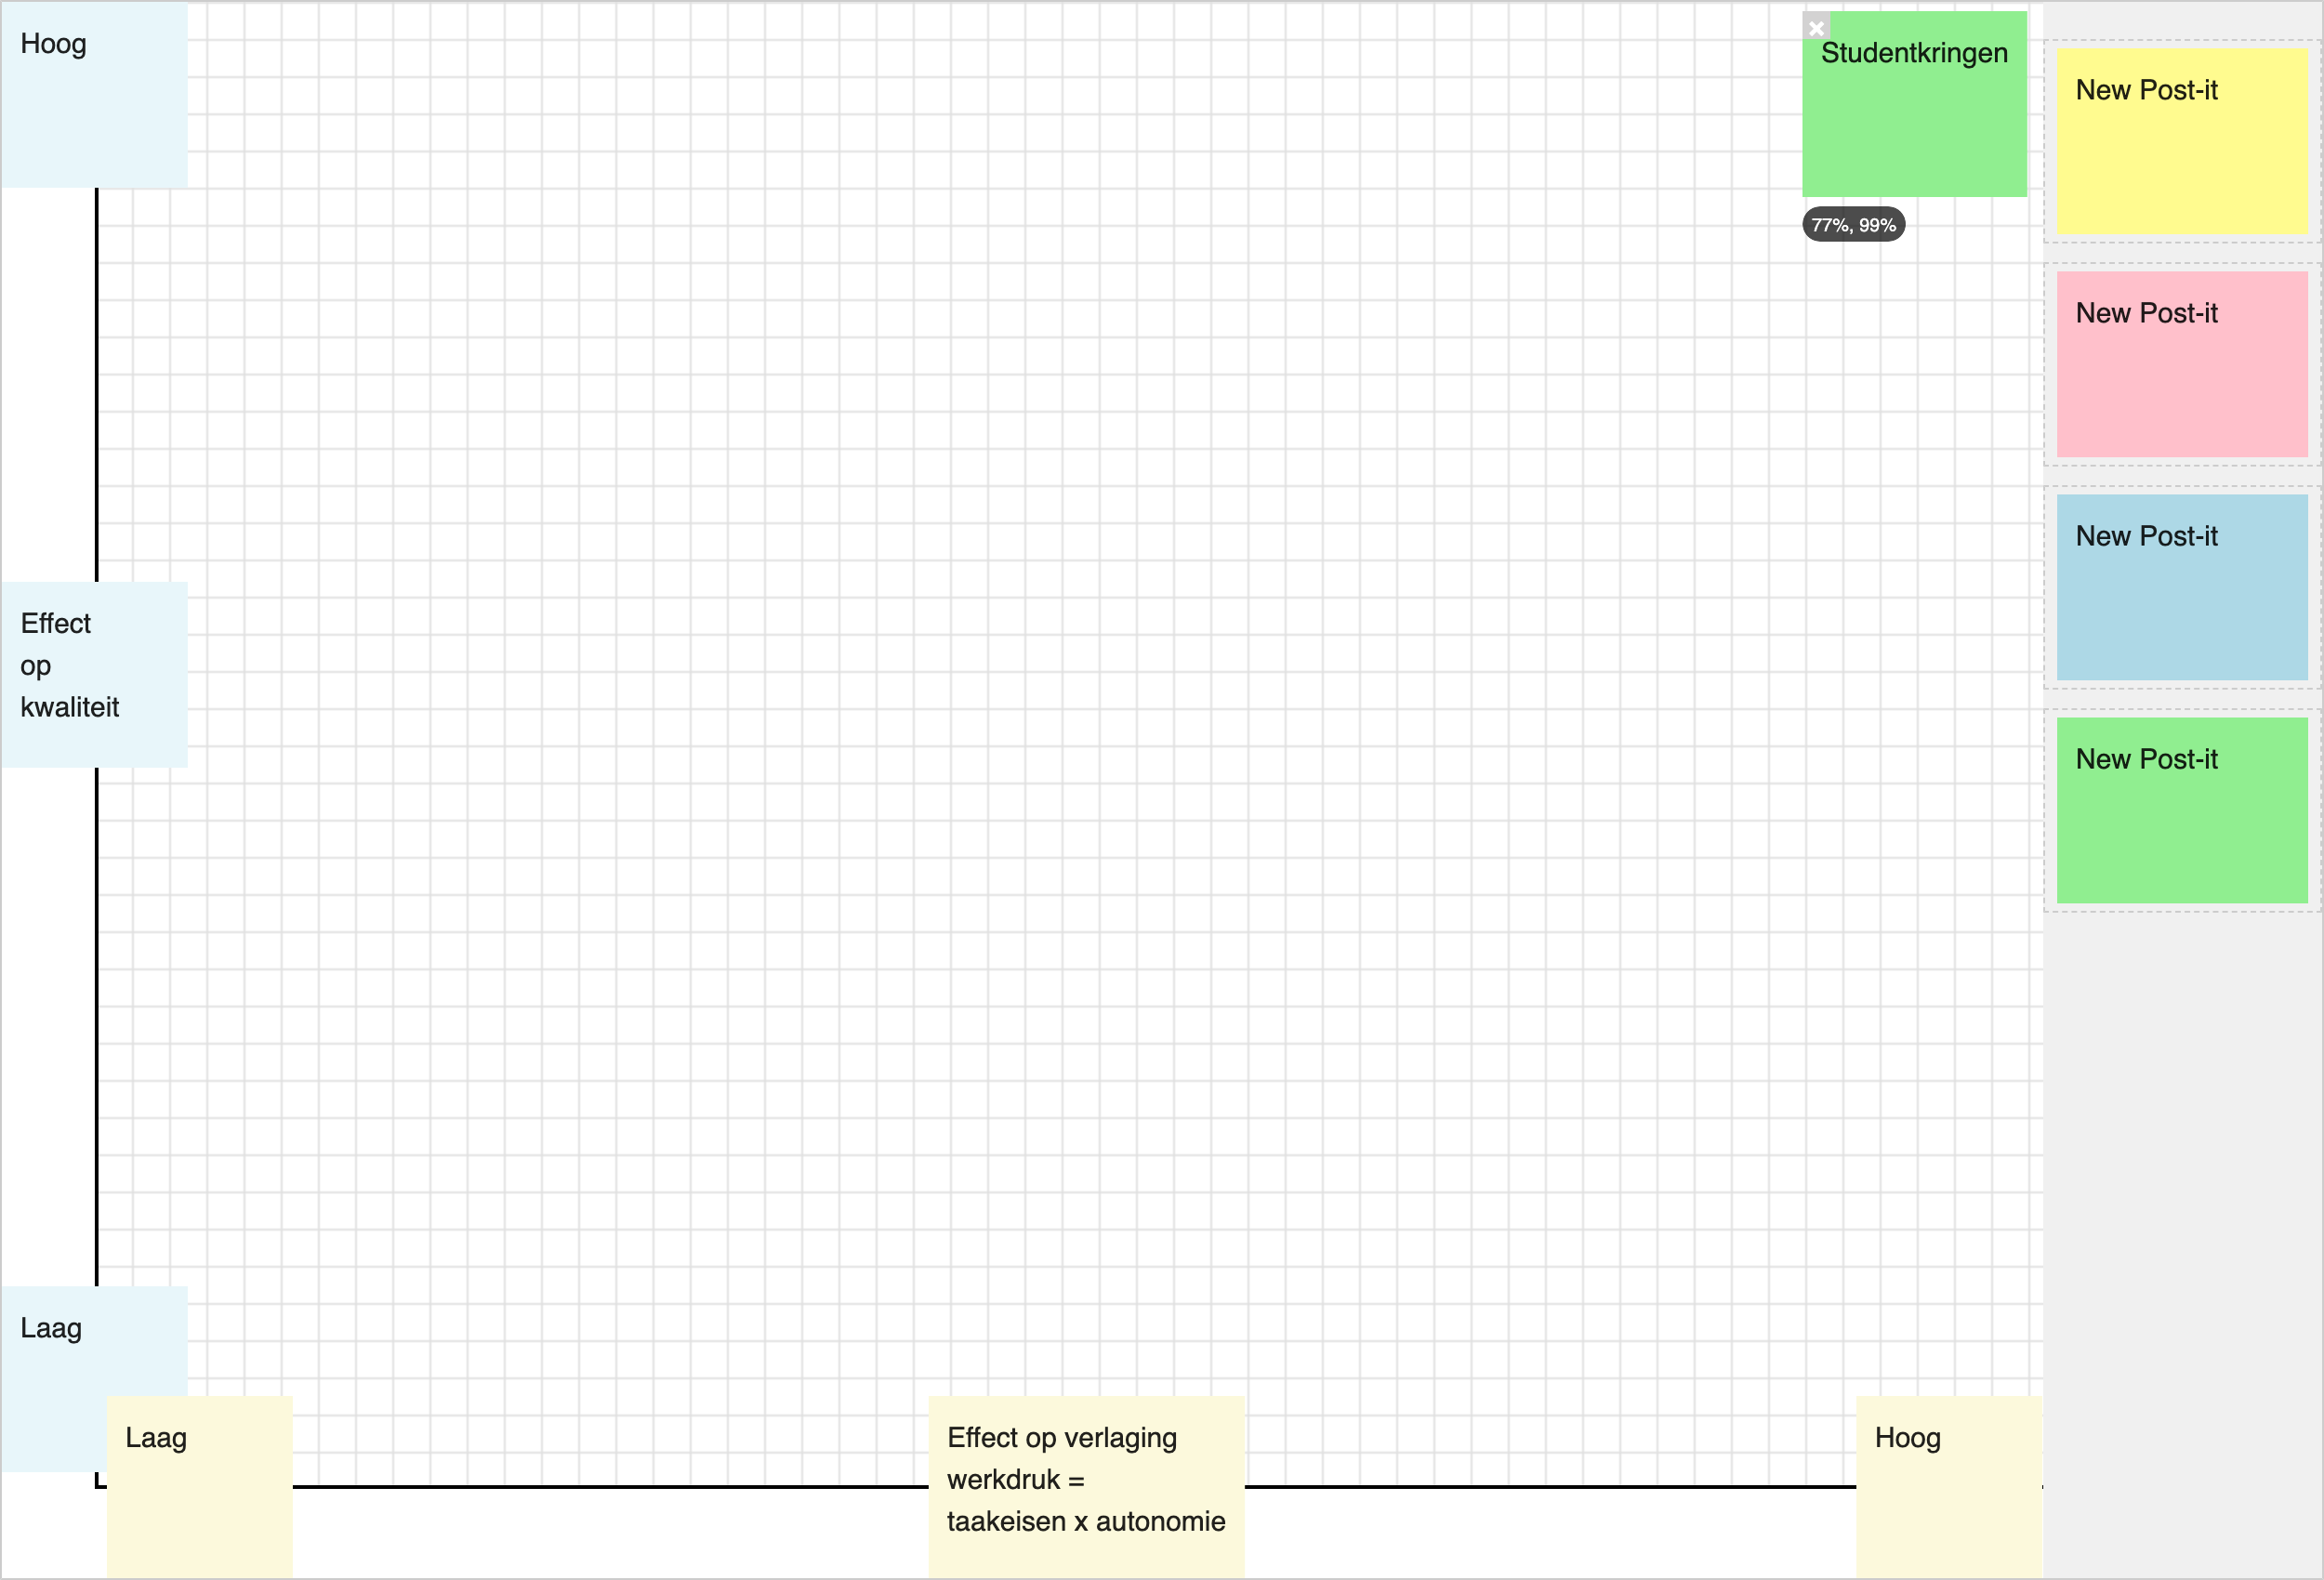 Hoog
Studentkringen
77%, 99%
New Post-it
New Post-it
New Post-it
New Post-it
Effect
op
kwaliteit
Laag
Laag
Effect op verlaging
werkdruk =
taakeisen x autonomie
Hoog